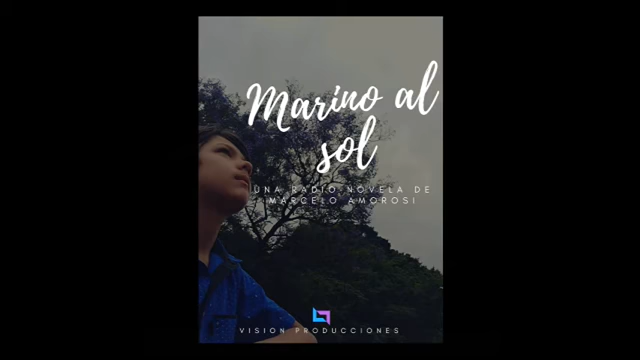 Marino al
sol
UNA RADIO NOVELA DE
MARCELO AMOROSI
VISION PRODUCCIONES